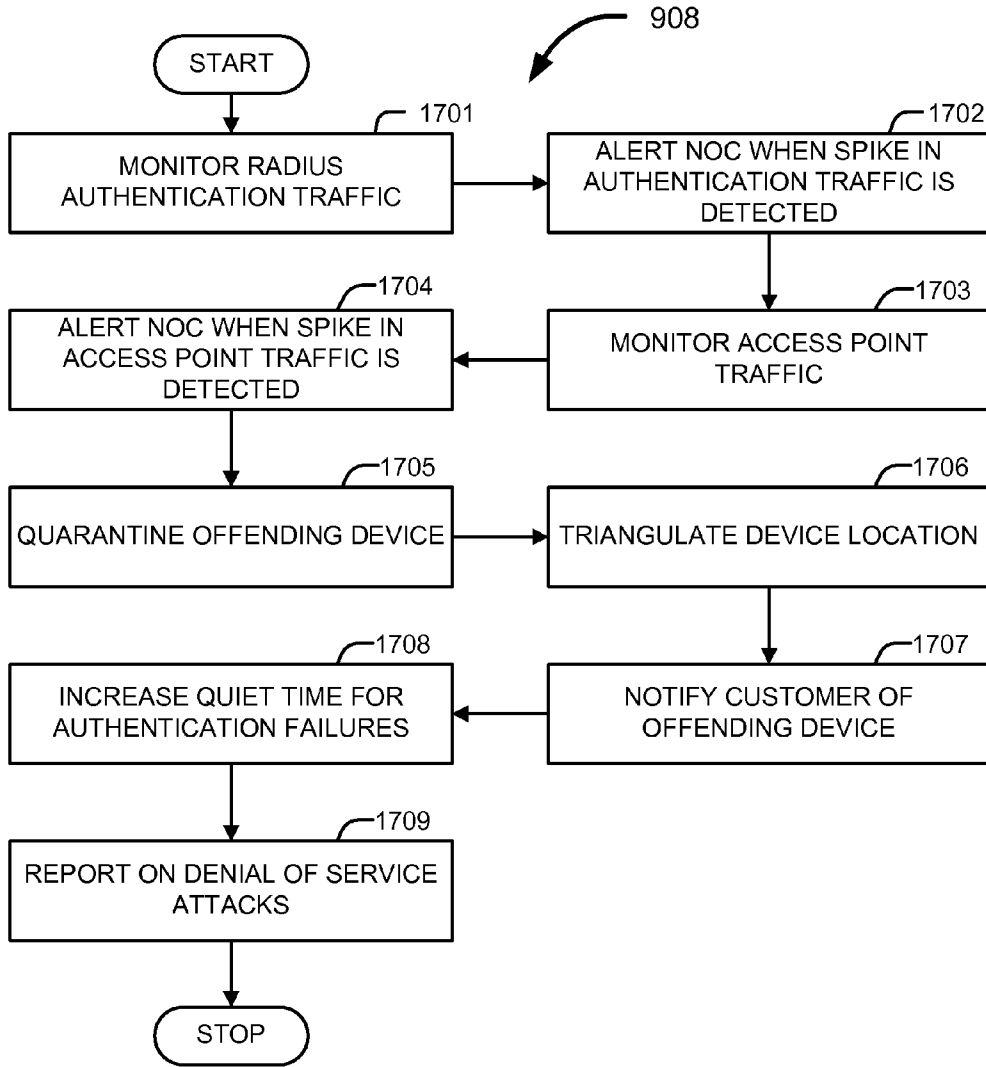 908
START
1701
MONITOR RADIUS
AUTHENTICATION TRAFFIC
1702
ALERT NOC WHEN SPIKE IN
AUTHENTICATION TRAFFIC IS
DETECTED
1703
MONITOR ACCESS POINT
TRAFFIC
1704
ALERT NOC WHEN SPIKE IN
ACCESS POINT TRAFFIC IS
DETECTED
1705
QUARANTINE OFFENDING DEVICE
1706
TRIANGULATE DEVICE LOCATION
1707
NOTIFY CUSTOMER OF
OFFENDING DEVICE
1708
INCREASE QUIET TIME FOR
AUTHENTICATION FAILURES
1709
REPORT ON DENIAL OF SERVICE
ATTACKS
STOP